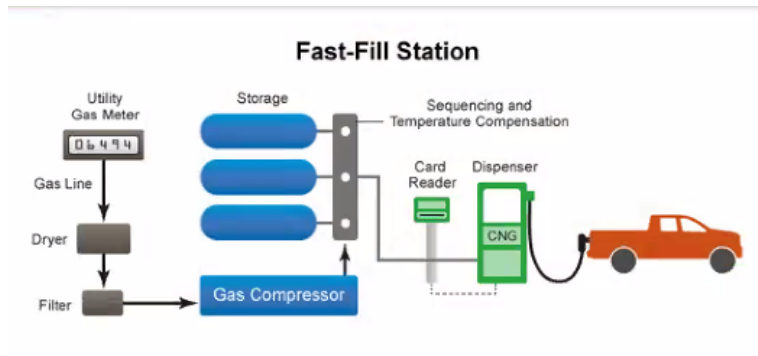 Fast-Fill Station
Utility
Gas Meter
06494
Gas Line
Dryer
Filter
Storage
Gas Compressor
Sequencing and
Temperature Compensation
Card
Reader
Dispenser
CNG